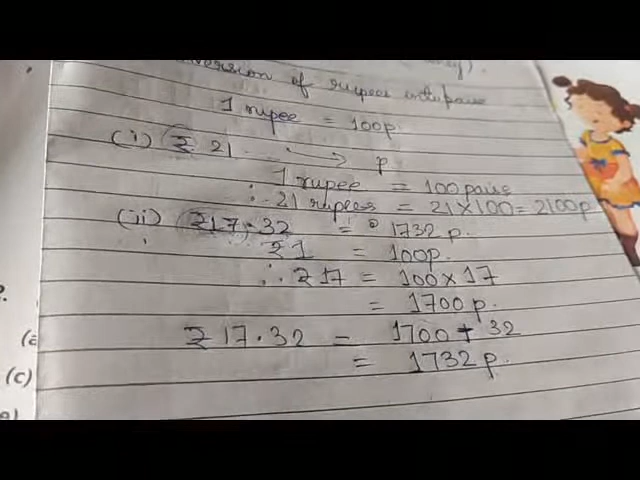 of rupees into paise
1 rupee = 100p.
(i) ₹ 21 → p
1 rupee = 100 paise
∴ 21 rupees = 21×100 = 2100p
(ii) ₹17.32 = 1732 p.
₹1 = 100p.
∴ ₹17 = 100×17
= 1700 p.
₹17.32 = 1700 + 32
= 1732 p.
(c)